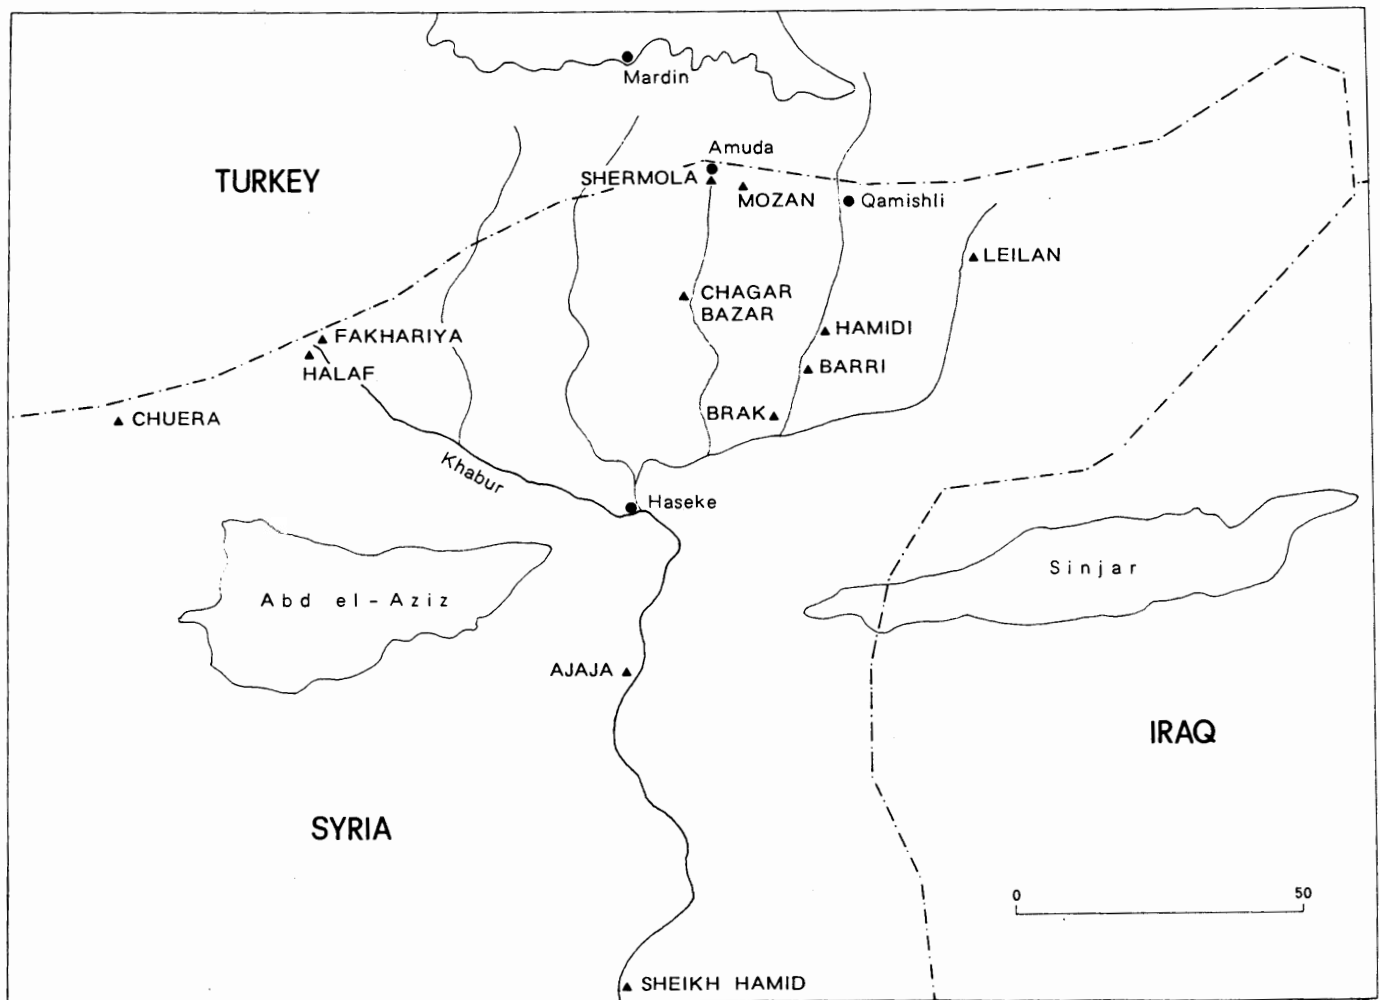 Mardin
Amuda
TURKEY
SHERMOLA
MOZAN
Qamishli
LEILAN
CHAGAR
BAZAR
HAMIDI
FAKHARIYA
HALAF
BARRI
CHUERA
BRAK
Khabur
Haseke
Sinjar
Abd el-Aziz
AJAJA
IRAQ
SYRIA
0 50
SHEIKH HAMID